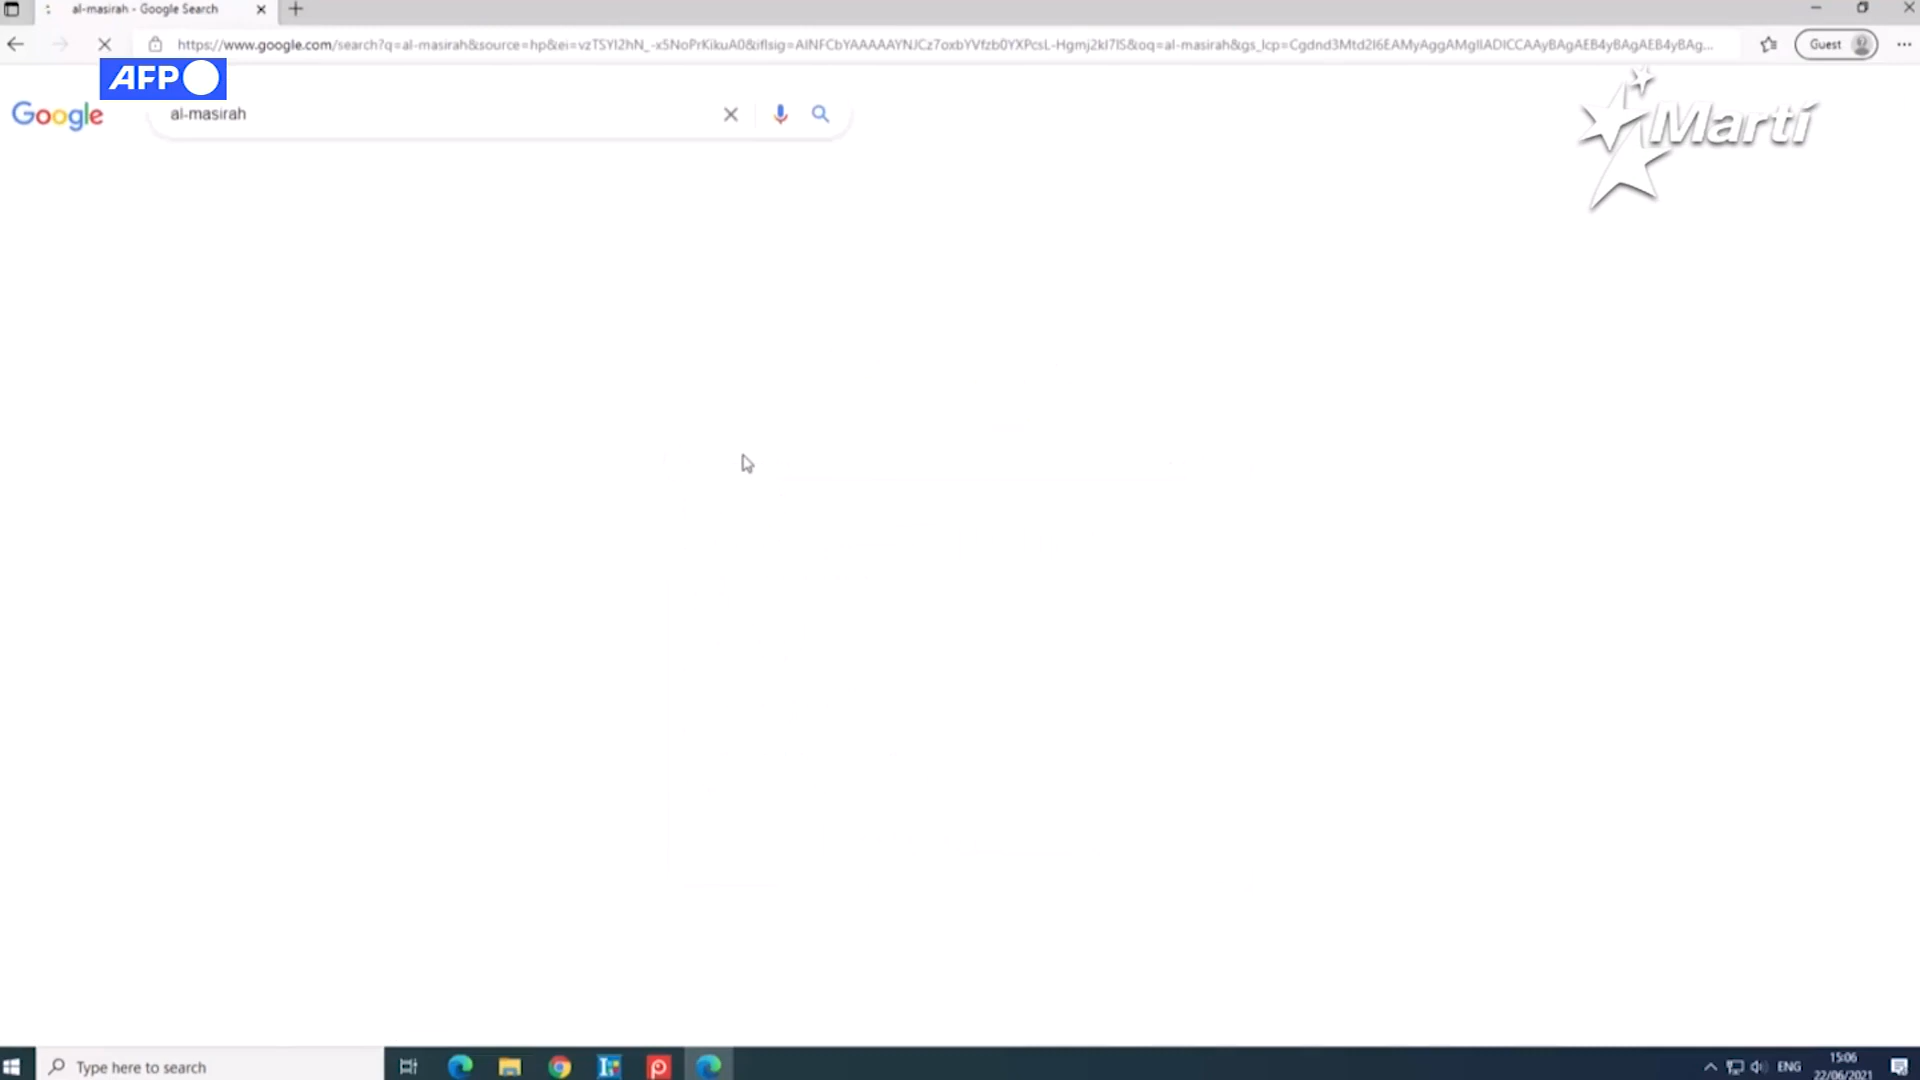 al-masirah - Google Search
Guest
AFP
Google
al-masirah
Martí
Type here to search
ENG
15:06
22/06/2021